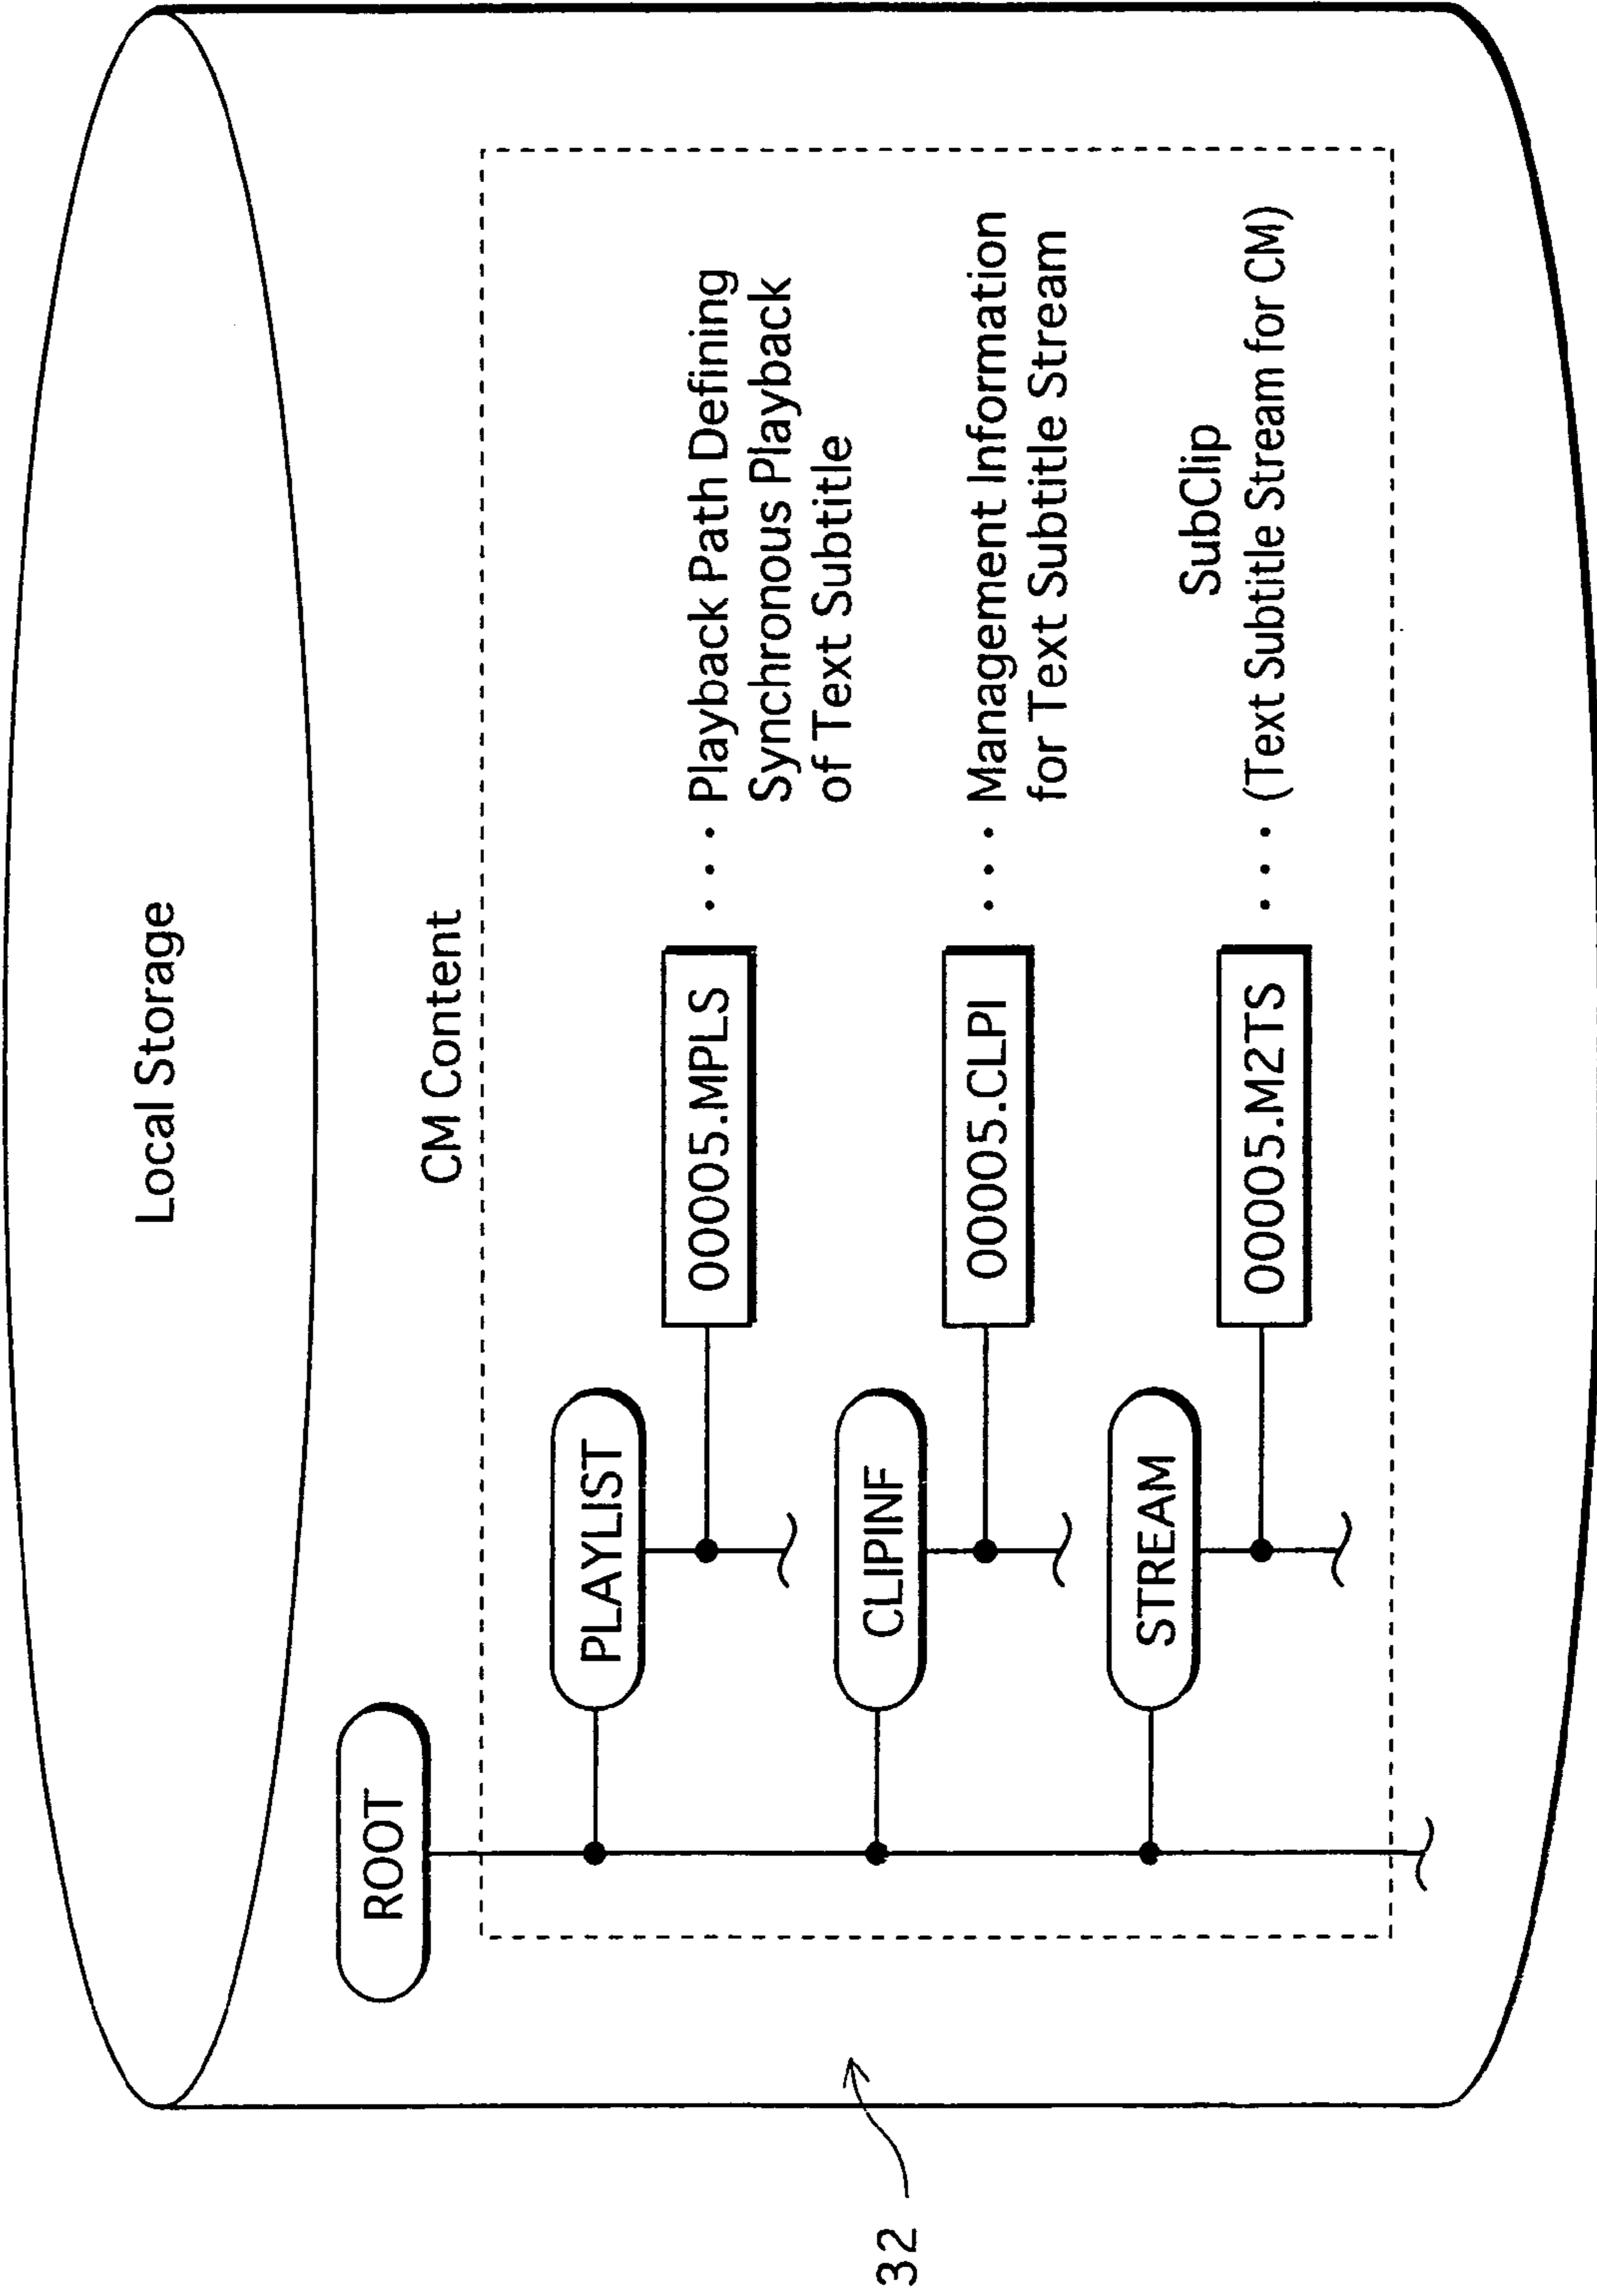 Local Storage
ROOT
CM Content
PLAYLIST
00005.MPLS
... Playback Path Defining
Synchronous Playback
of Text Subtitle
CLIPINF
00005.CLPI
... Management Information
for Text Subtitle Stream
STREAM
SubClip
00005.M2TS
... (Text Subtitle Stream for CM)
32